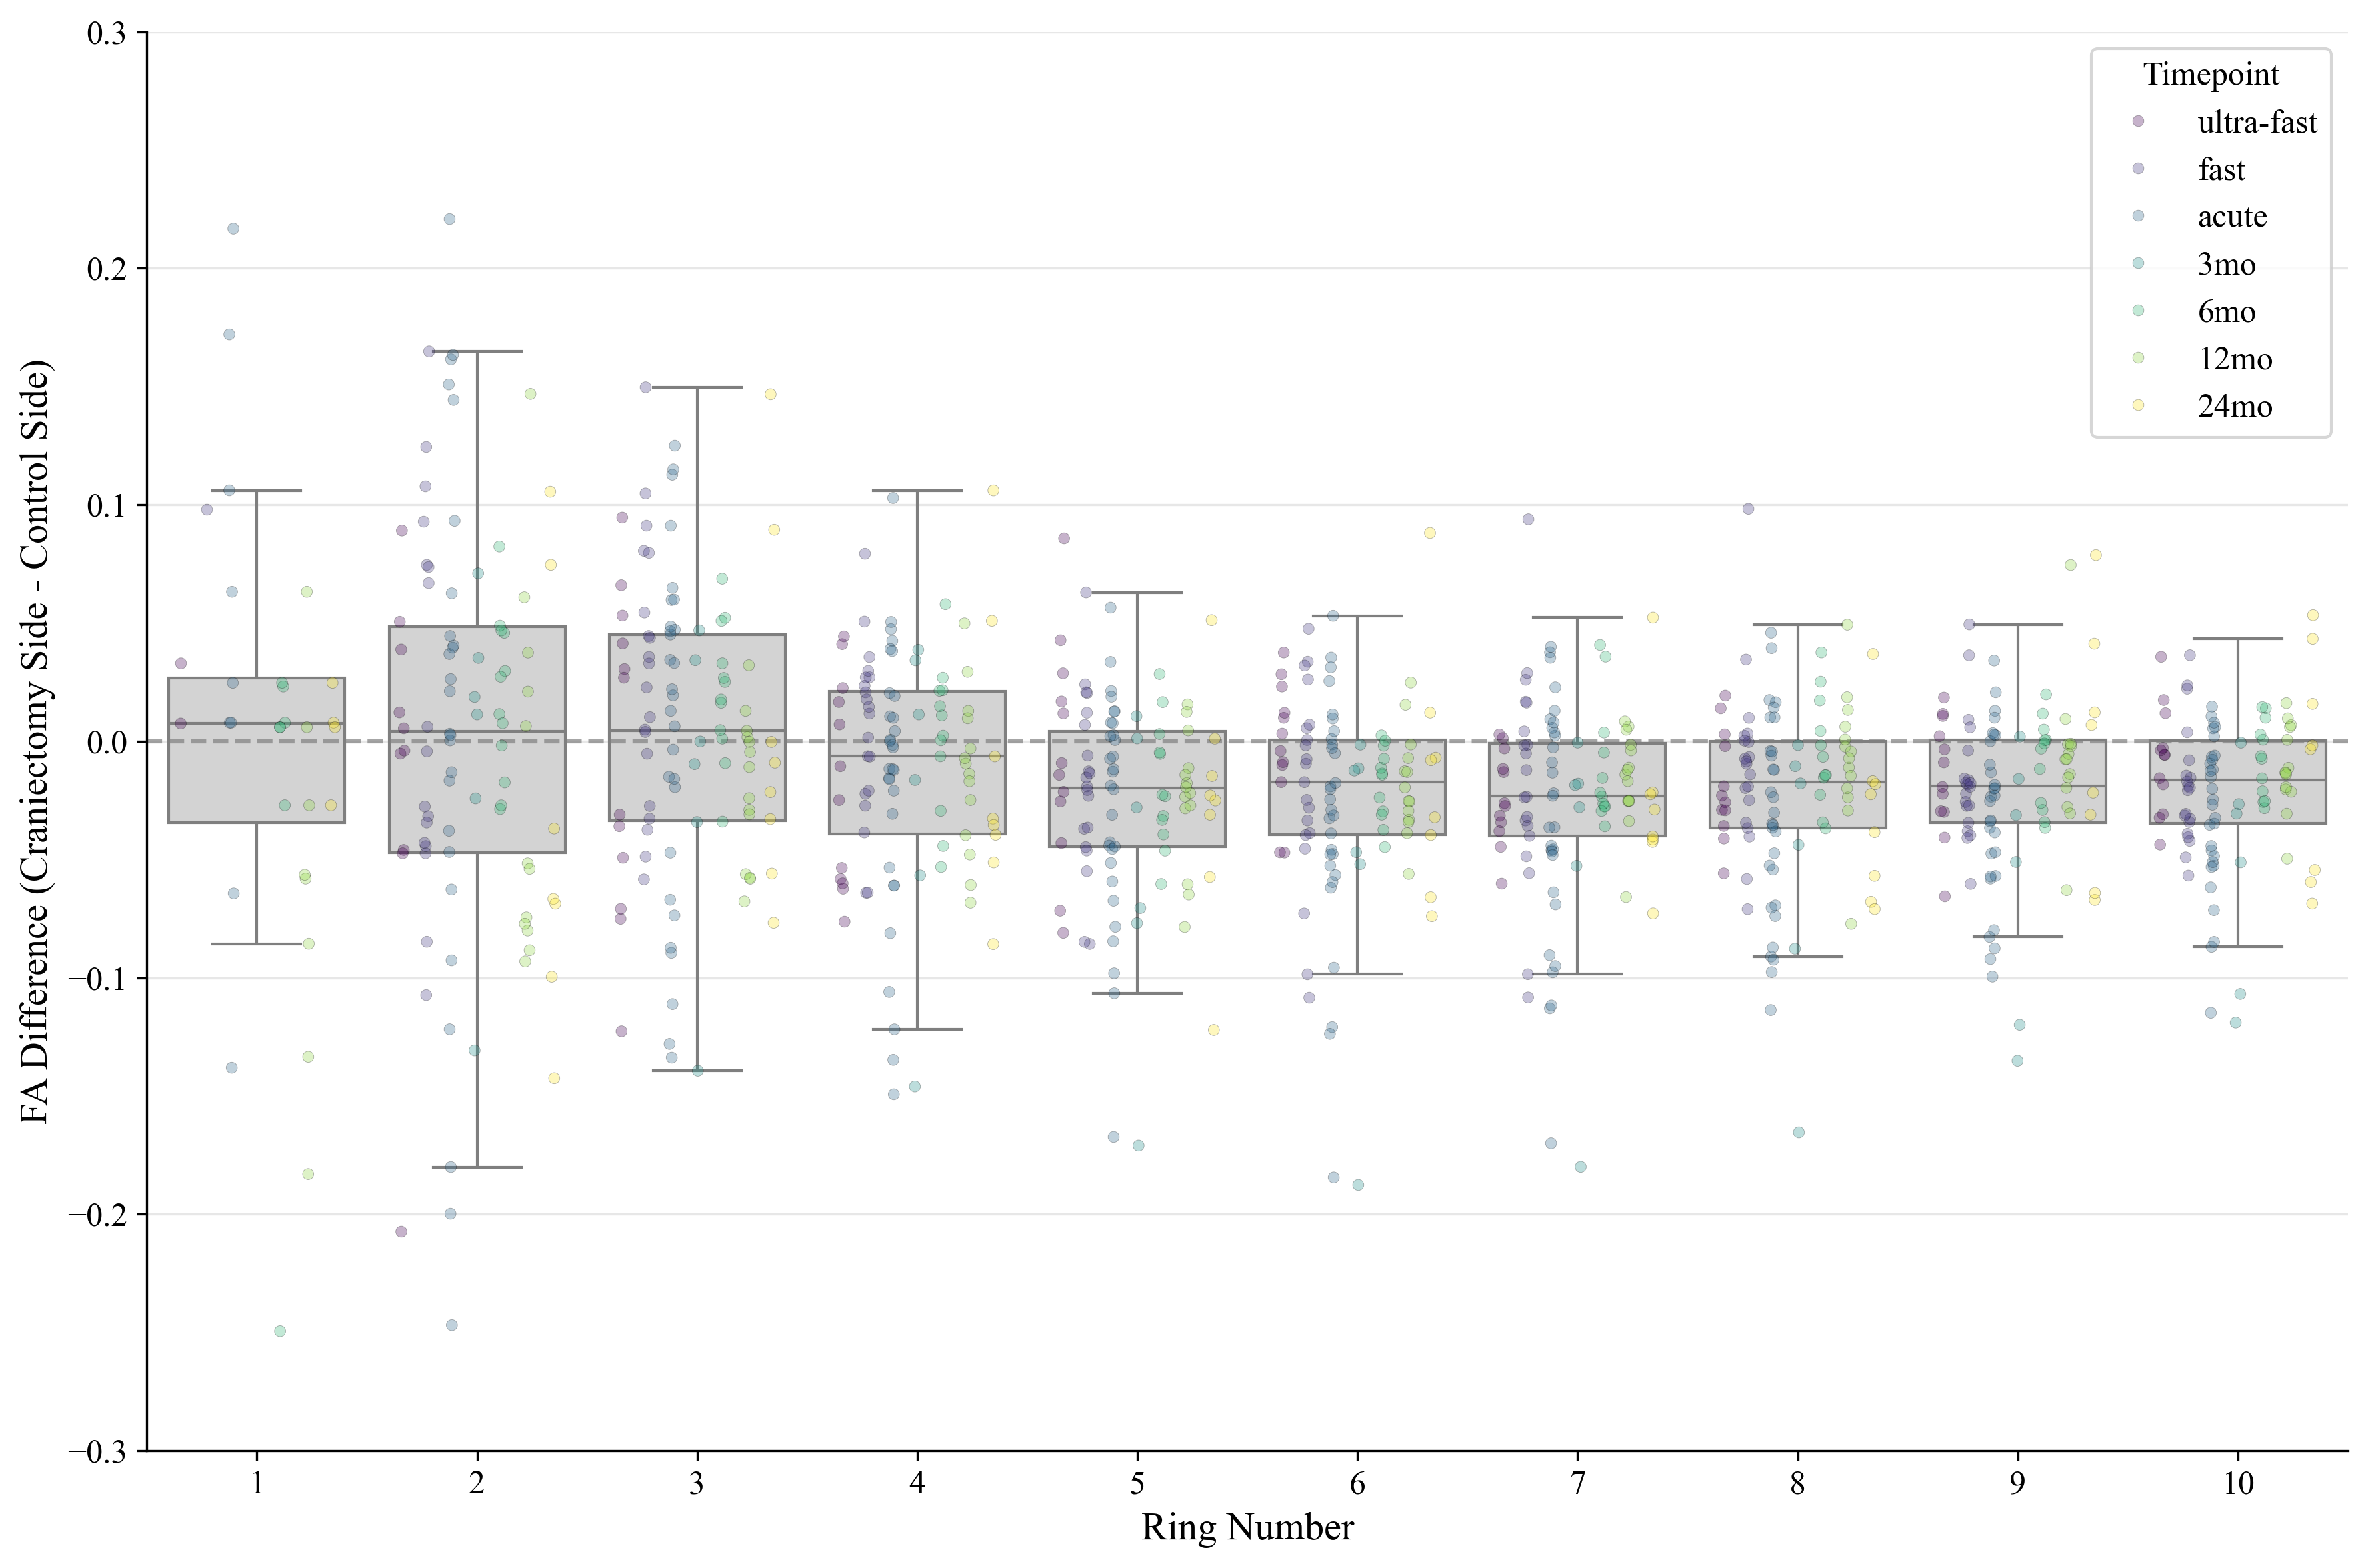 FA Difference (Craniectomy Side - Control Side)
0.3
0.2
0.1
0.0
−0.1
−0.2
−0.3
Timepoint
ultra-fast
fast
acute
3mo
6mo
12mo
24mo
1 2 3 4 5 6 7 8 9 10
Ring Number